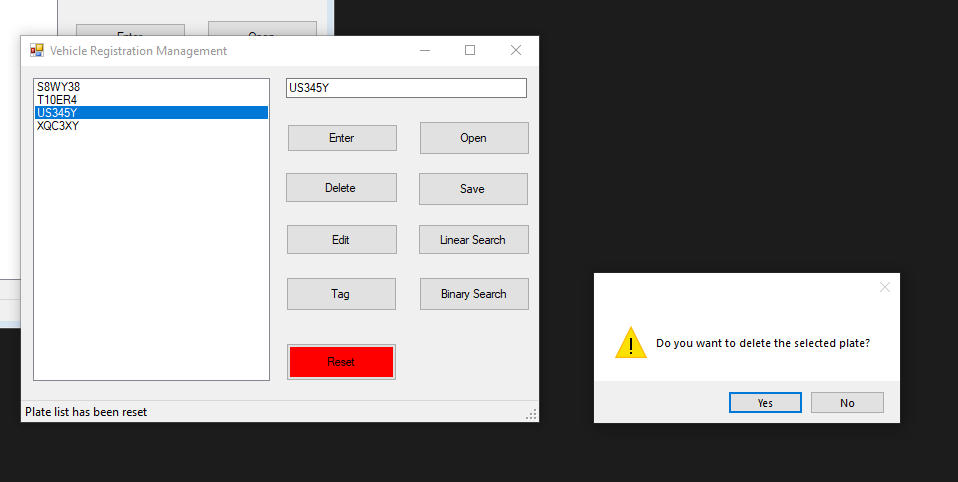 Enter
Open
Vehicle Registration Management
S8WY38
T10ER4
US345Y
XQC3XY
US345Y
Enter
Open
Delete
Save
Edit
Linear Search
Tag
Binary Search
Reset
Plate list has been reset
Do you want to delete the selected plate?
Yes
No